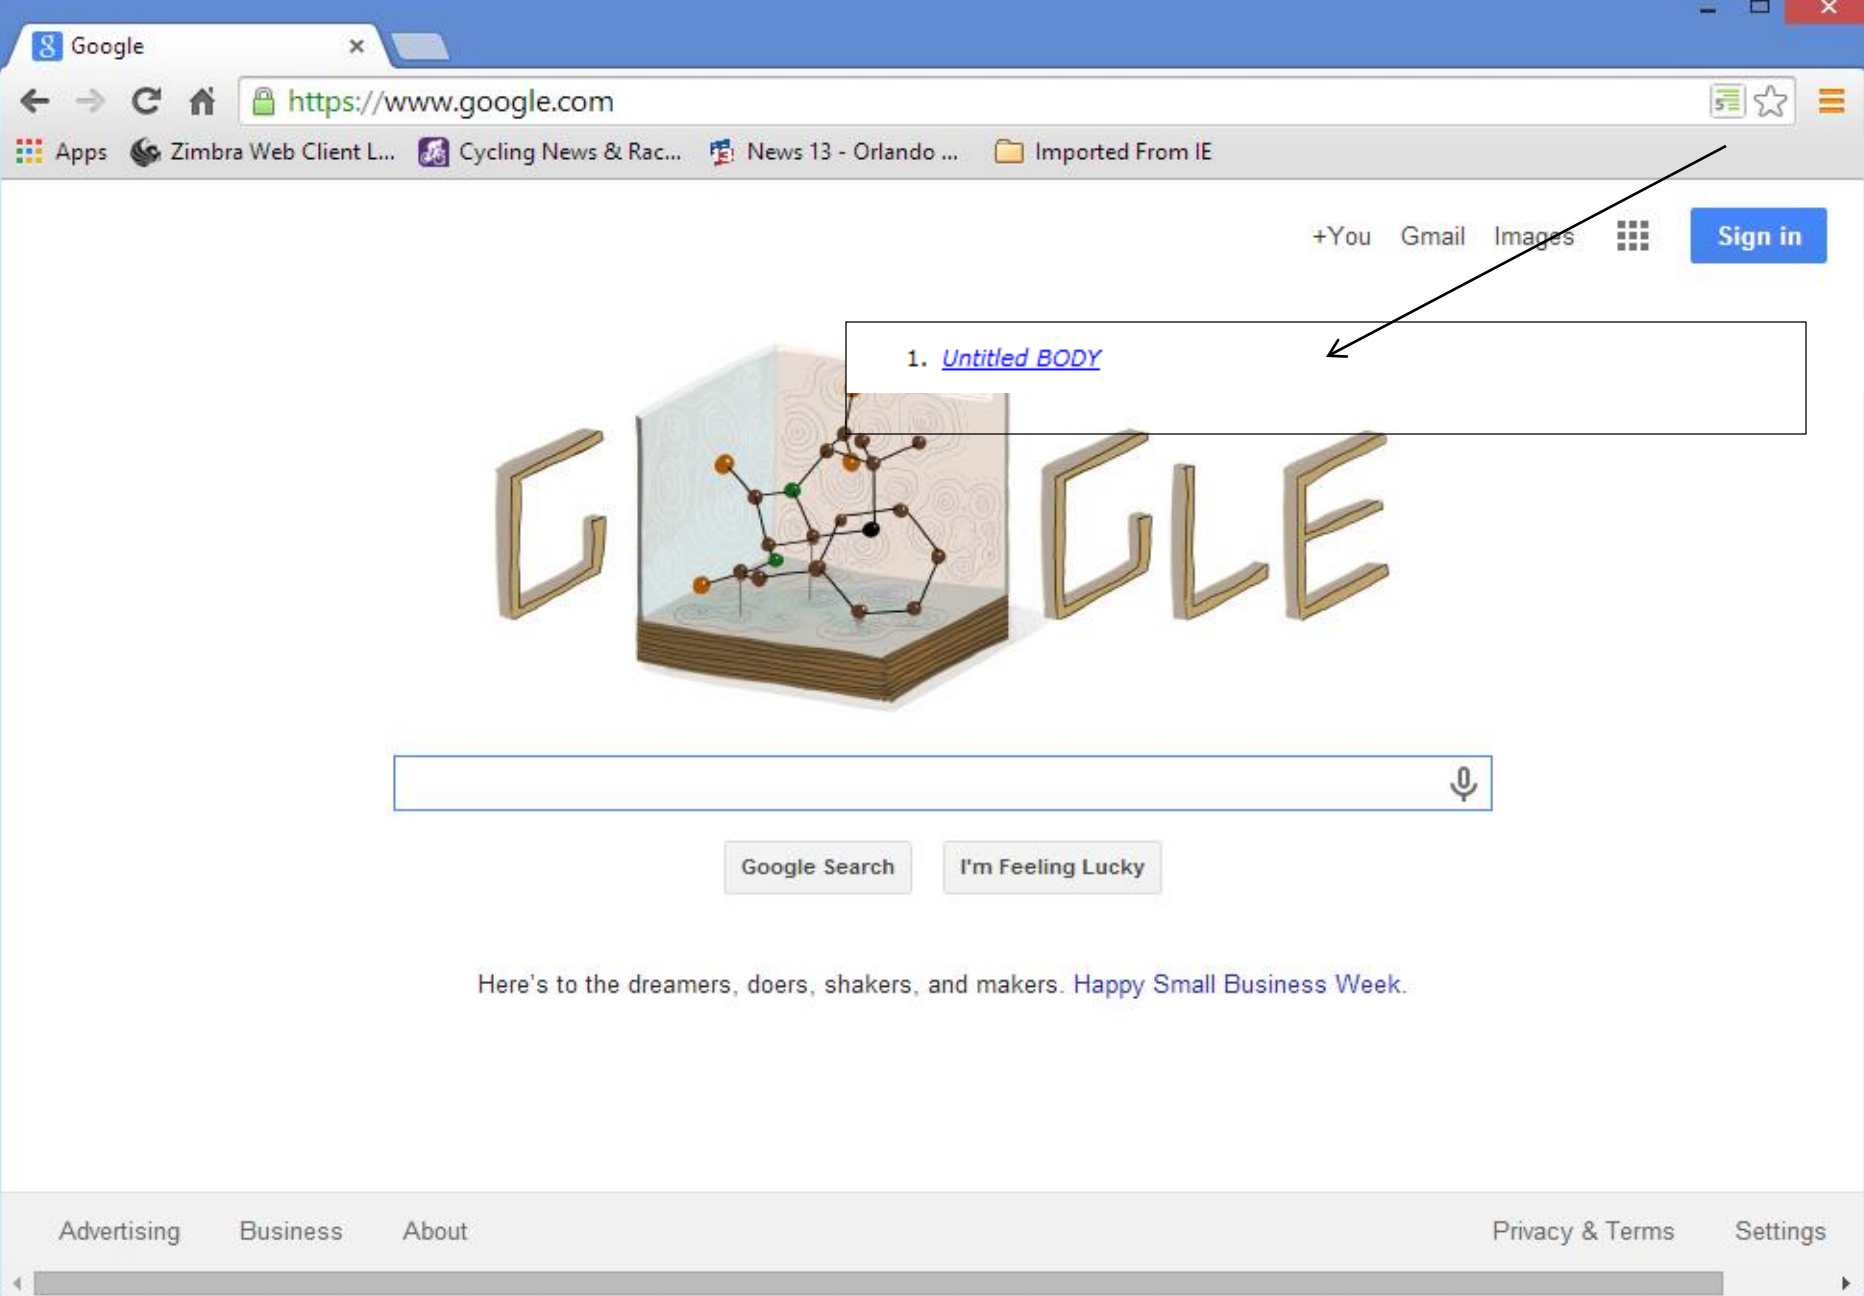 Google
https://www.google.com
Apps Zimbra Web Client L... Cycling News & Rac... News 13 - Orlando ... Imported From IE
+You Gmail Images Sign in
1. Untitled BODY
G GLE
Google Search I'm Feeling Lucky
Here's to the dreamers, doers, shakers, and makers. Happy Small Business Week.
Advertising Business About Privacy & Terms Settings